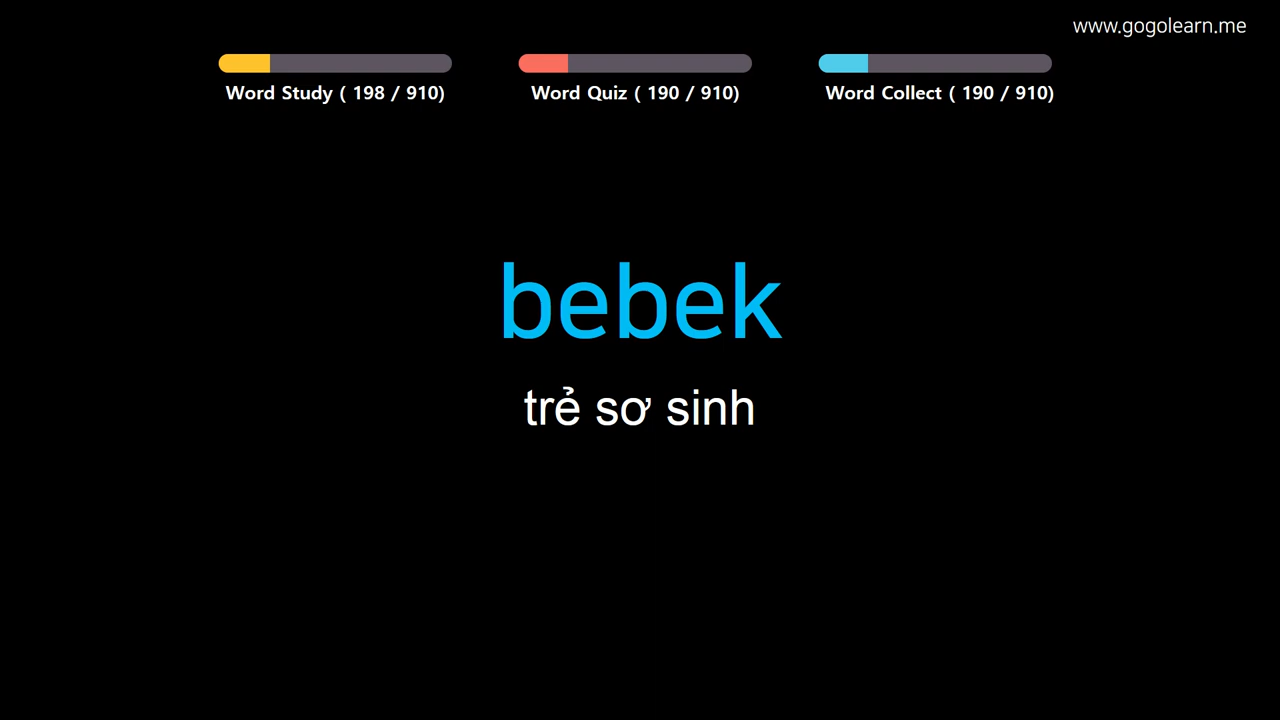 www.gogolearn.me
Word Study ( 198 / 910)
Word Quiz ( 190 / 910)
Word Collect ( 190 / 910)
bebek
trẻ sơ sinh